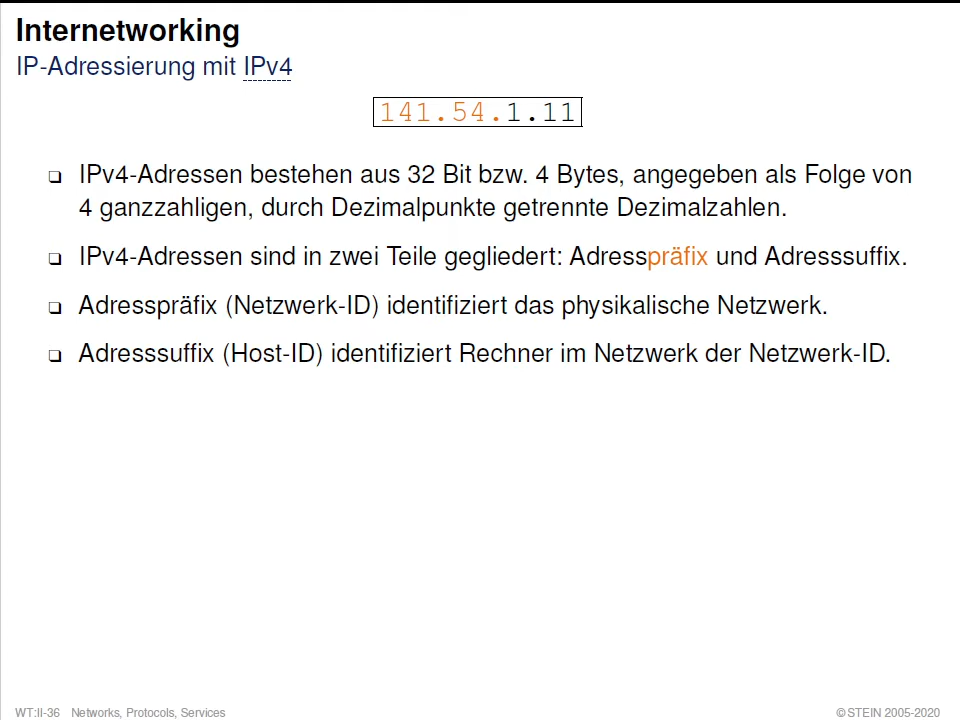 Internetworking
IP-Adressierung mit IPv4
141.54.1.11
❑ IPv4-Adressen bestehen aus 32 Bit bzw. 4 Bytes, angegeben als Folge von
4 ganzzahligen, durch Dezimalpunkte getrennte Dezimalzahlen.
❑ IPv4-Adressen sind in zwei Teile gegliedert: Adresspräfix und Adresssuffix.
❑ Adresspräfix (Netzwerk-ID) identifiziert das physikalische Netzwerk.
❑ Adresssuffix (Host-ID) identifiziert Rechner im Netzwerk der Netzwerk-ID.
WT:II-36 Networks, Protocols, Services ©STEIN 2005-2020